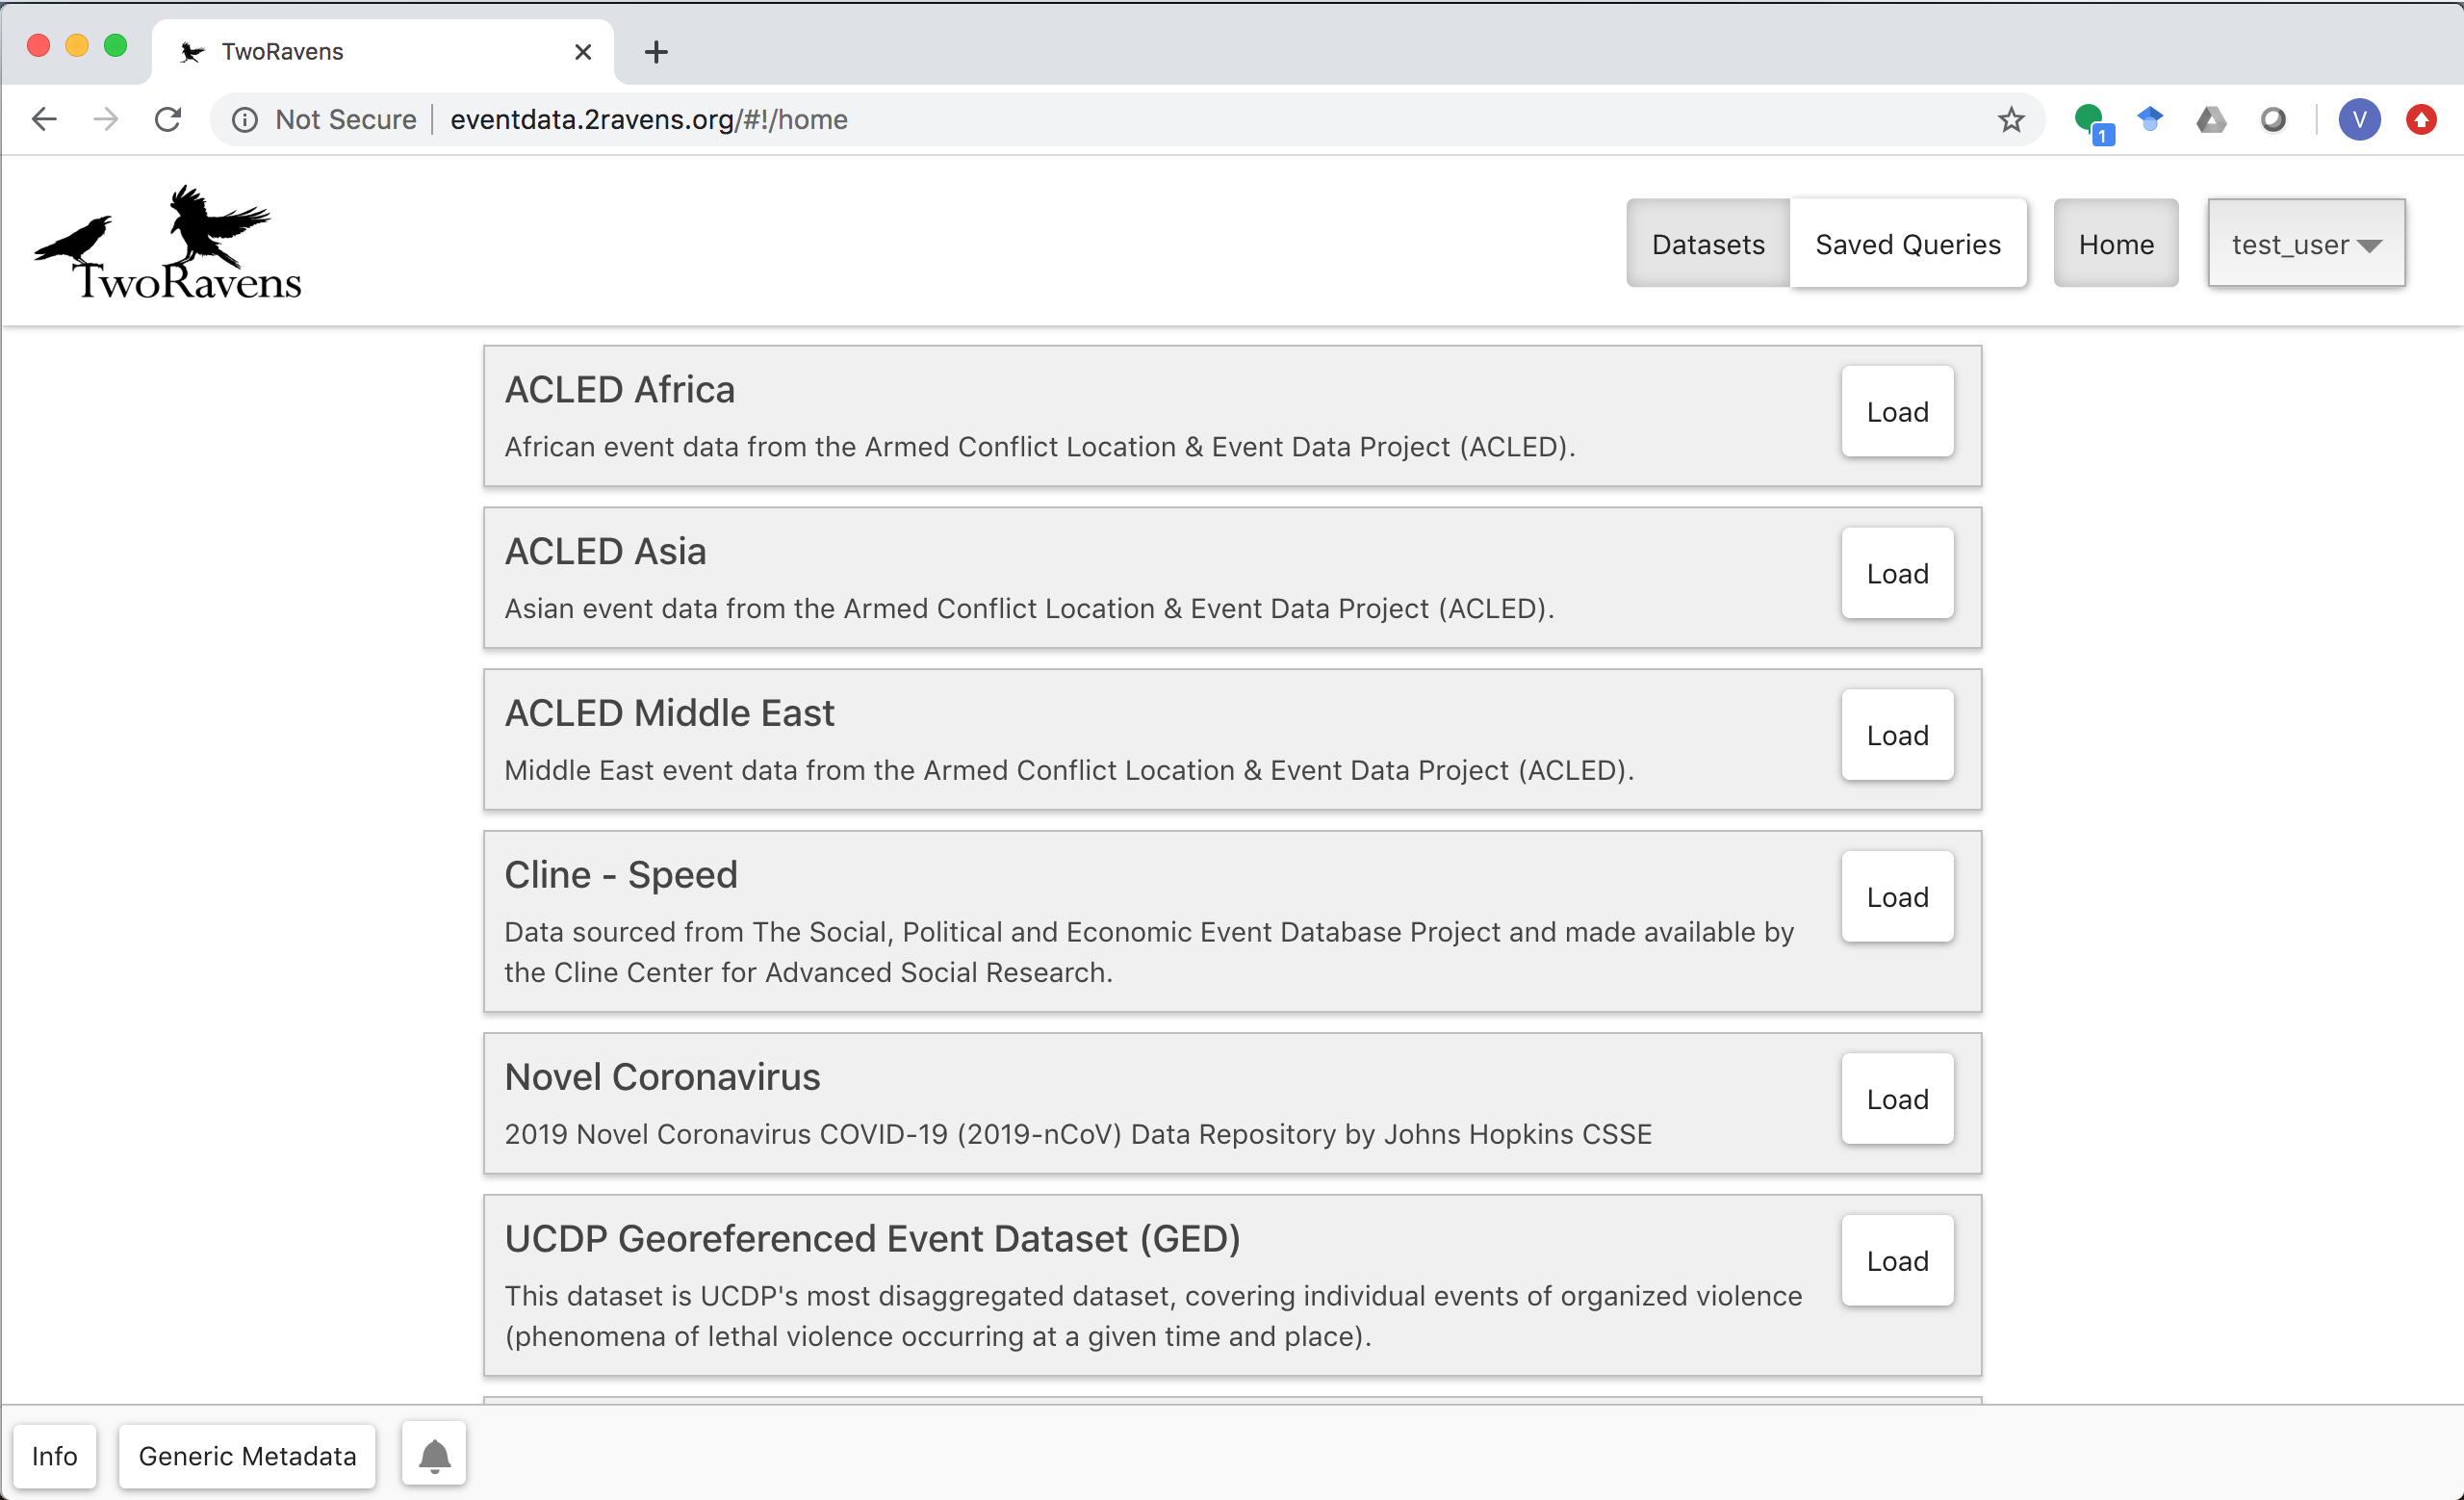 TwoRavens
Not Secure eventdata.2ravens.org/#!/home
1
V
TwoRavens
Datasets Saved Queries Home test_user
ACLED Africa
Load
African event data from the Armed Conflict Location & Event Data Project (ACLED).
ACLED Asia
Load
Asian event data from the Armed Conflict Location & Event Data Project (ACLED).
ACLED Middle East
Load
Middle East event data from the Armed Conflict Location & Event Data Project (ACLED).
Cline - Speed
Load
Data sourced from The Social, Political and Economic Event Database Project and made available by
the Cline Center for Advanced Social Research.
Novel Coronavirus
Load
2019 Novel Coronavirus COVID-19 (2019-nCoV) Data Repository by Johns Hopkins CSSE
UCDP Georeferenced Event Dataset (GED)
Load
This dataset is UCDP's most disaggregated dataset, covering individual events of organized violence
(phenomena of lethal violence occurring at a given time and place).
Info Generic Metadata